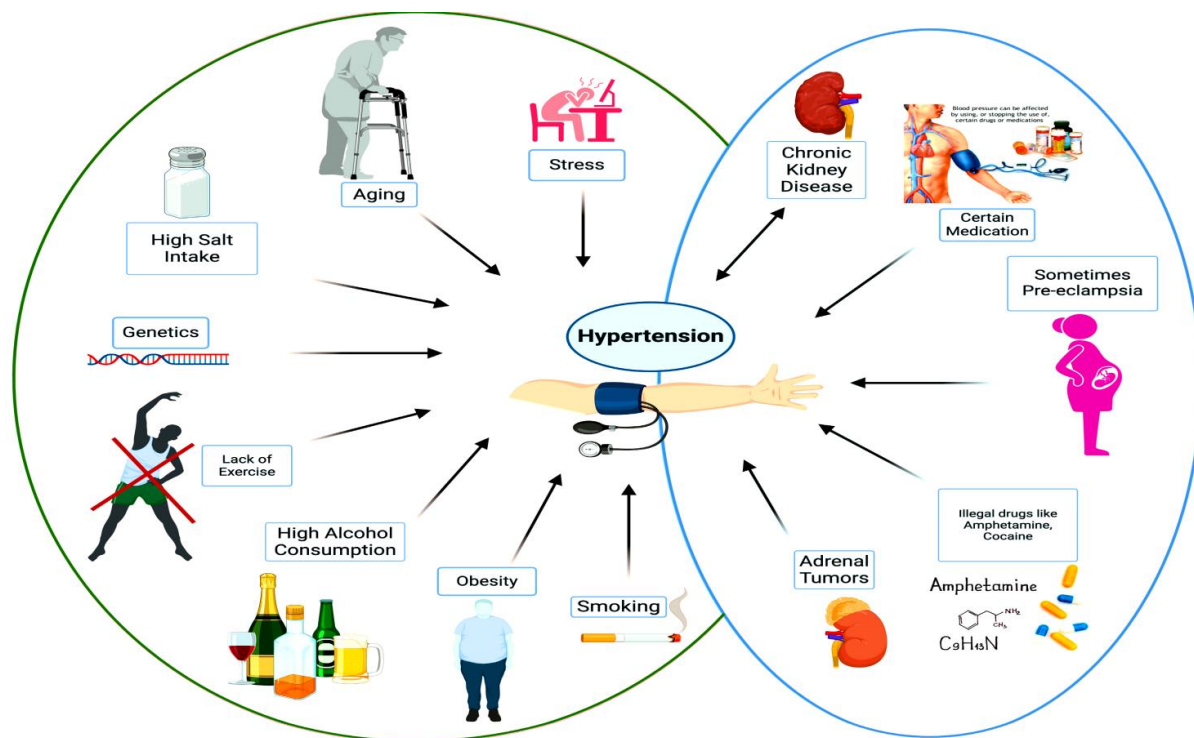 Aging
Stress
Chronic
Kidney
Disease
Blood pressure can be affected
by using, or stopping the use of,
certain drugs or medications
Certain
Medication
High Salt
Intake
Sometimes
Pre-eclampsia
Genetics
Hypertension
Lack of
Exercise
High Alcohol
Consumption
Obesity
Smoking
Adrenal
Tumors
Illegal drugs like
Amphetamine,
Cocaine
Amphetamine
NH₂
CH₃
C₉H₁₃N